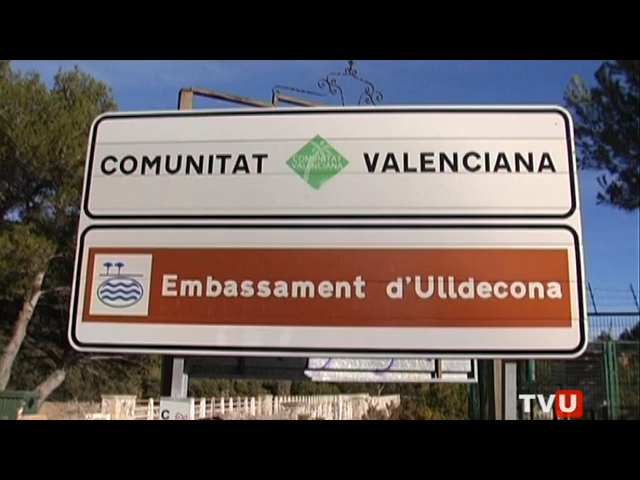 COMUNITAT COMUNITAT VALENCIANA VALENCIANA
Embassament d'Ulldecona
C
TVU